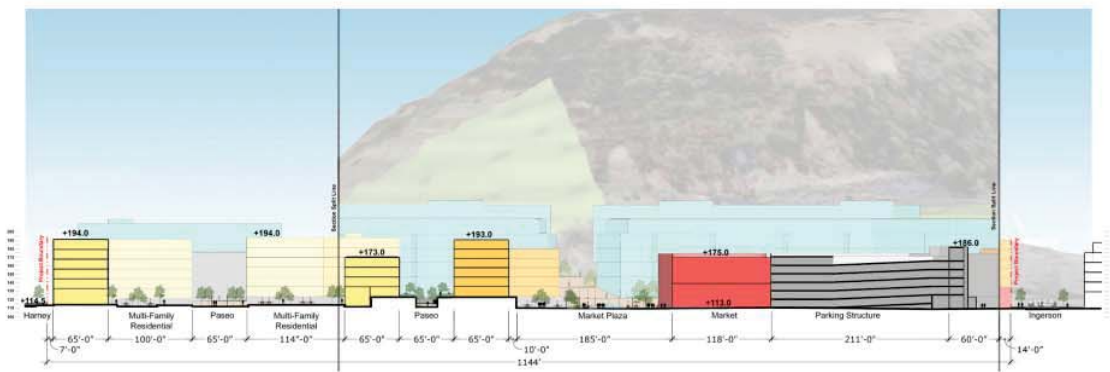 Section Split Line
Section Split Line
Project Boundary
+194.0
+194.0
+173.0
+193.0
+175.0
+186.0
Project Boundary
+114.5
+113.0
Harney
Multi-Family
Residential
Paseo
Multi-Family
Residential
Paseo
Market Plaza
Market
Parking Structure
Ingerson
65'-0"
100'-0"
65'-0"
114"-0"
65'-0"
65'-0"
65'-0"
185'-0"
118'-0"
211'-0"
60'-0"
7'-0"
10'-0"
14'-0"
1144'